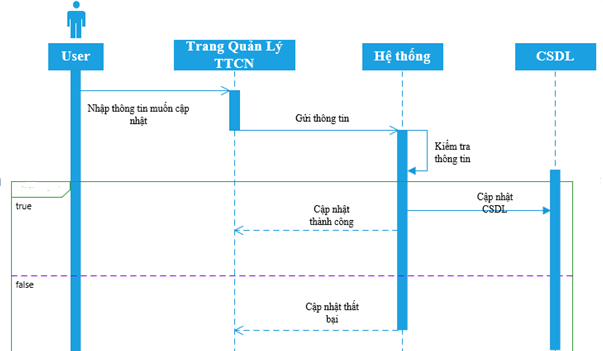 User
Trang Quản Lý
TTCN
Hệ thống
CSDL
Nhập thông tin muốn cập
nhật
Gửi thông tin
Kiểm tra
thông tin
true
Cập nhật
CSDL
Cập nhật
thành công
false
Cập nhật thất
bại